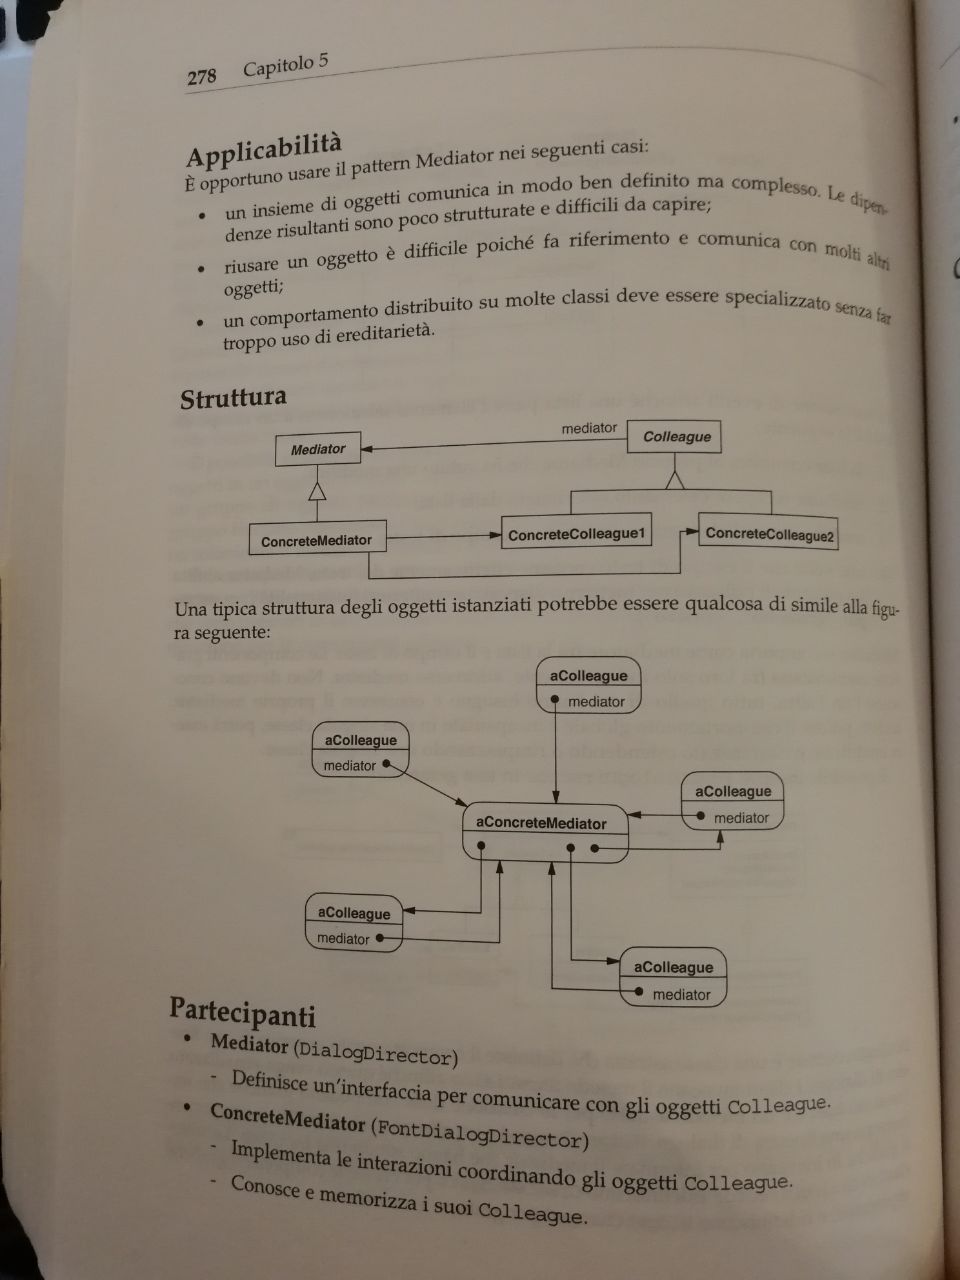 278 Capitolo 5
Applicabilità
È opportuno usare il pattern Mediator nei seguenti casi:
• un insieme di oggetti comunica in modo ben definito ma complesso. Le dipen-
denze risultanti sono poco strutturate e difficili da capire;
• riusare un oggetto è difficile poiché fa riferimento e comunica con molti altri
oggetti;
• un comportamento distribuito su molte classi deve essere specializzato senza far
troppo uso di ereditarietà.
Struttura
Mediator
mediator
Colleague
ConcreteMediator
ConcreteColleague1
ConcreteColleague2
Una tipica struttura degli oggetti istanziati potrebbe essere qualcosa di simile alla figu-
ra seguente:
aColleague
mediator
aColleague
mediator
aColleague
mediator
aConcreteMediator
aColleague
mediator
aColleague
mediator
Partecipanti
• Mediator (DialogDirector)
- Definisce un'interfaccia per comunicare con gli oggetti Colleague.
• ConcreteMediator (FontDialogDirector)
- Implementa le interazioni coordinando gli oggetti Colleague.
- Conosce e memorizza i suoi Colleague.